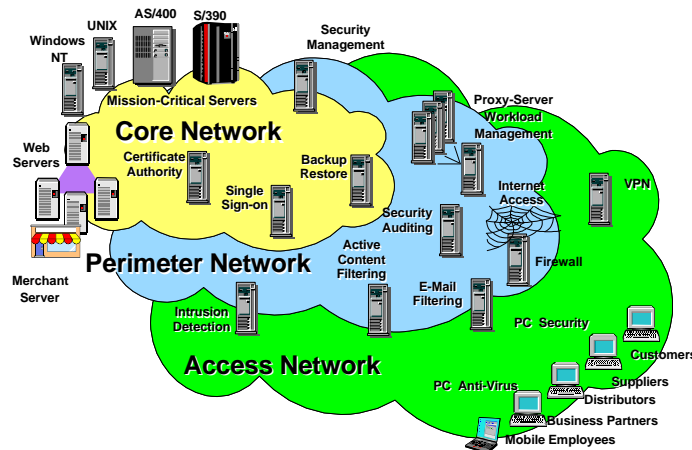 AS/400
S/390
UNIX
Windows
NT
Security
Management
Mission-Critical Servers
Core Network
Proxy-Server
Workload
Management
Web
Servers
Certificate
Authority
Backup
Restore
Single
Sign-on
Internet
Access
VPN
Security
Auditing
Active
Content
Filtering
Perimeter Network
Firewall
Merchant
Server
E-Mail
Filtering
Intrusion
Detection
PC Security
Access Network
Customers
Suppliers
PC Anti-Virus
Distributors
Business Partners
Mobile Employees